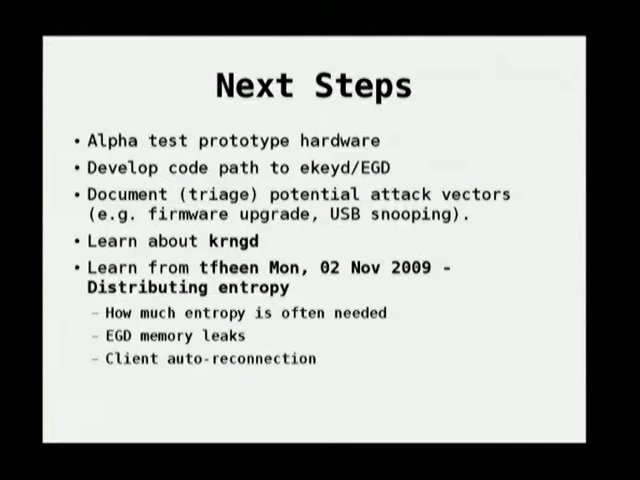 Next Steps
• Alpha test prototype hardware
• Develop code path to ekeyd/EGD
• Document (triage) potential attack vectors
(e.g. firmware upgrade, USB snooping).
• Learn about krngd
• Learn from tfheen Mon, 02 Nov 2009 -
Distributing entropy
– How much entropy is often needed
– EGD memory leaks
– Client auto-reconnection